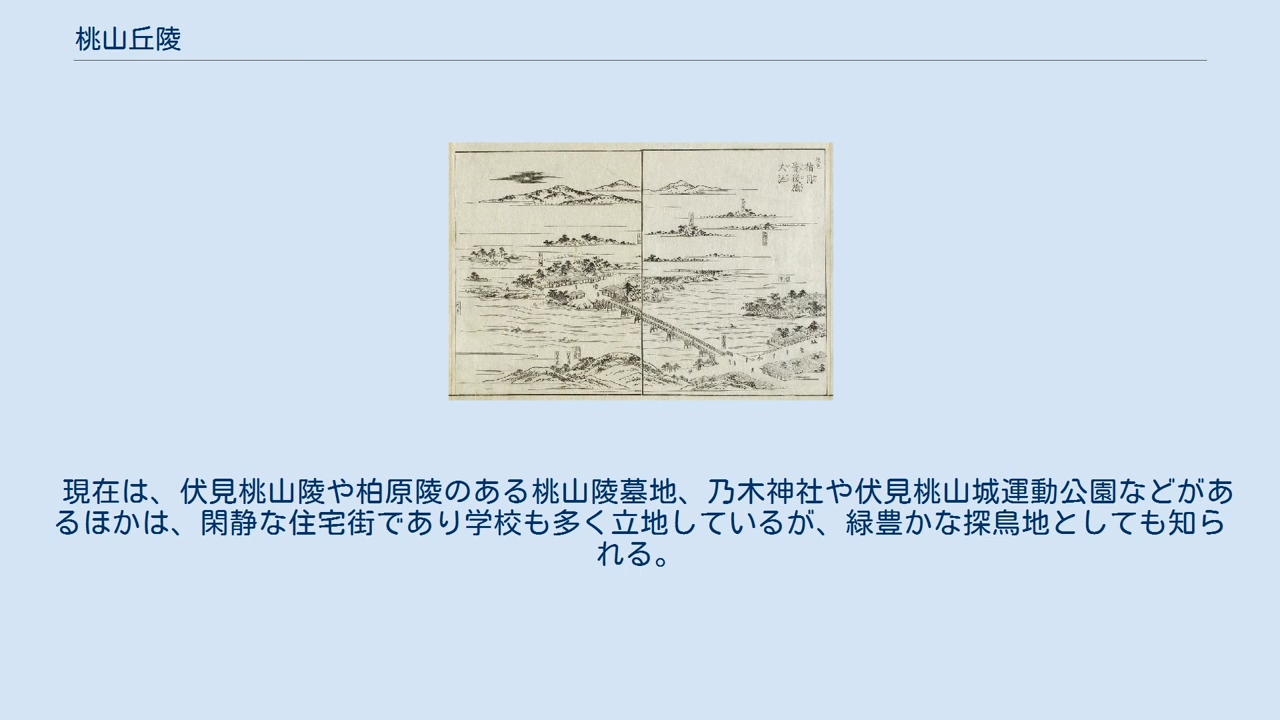 桃山丘陵
現在は、伏見桃山陵や柏原陵のある桃山陵墓地、乃木神社や伏見桃山城運動公園などがあ
るほかは、閑静な住宅街であり学校も多く立地しているが、緑豊かな探鳥地としても知ら
れる。